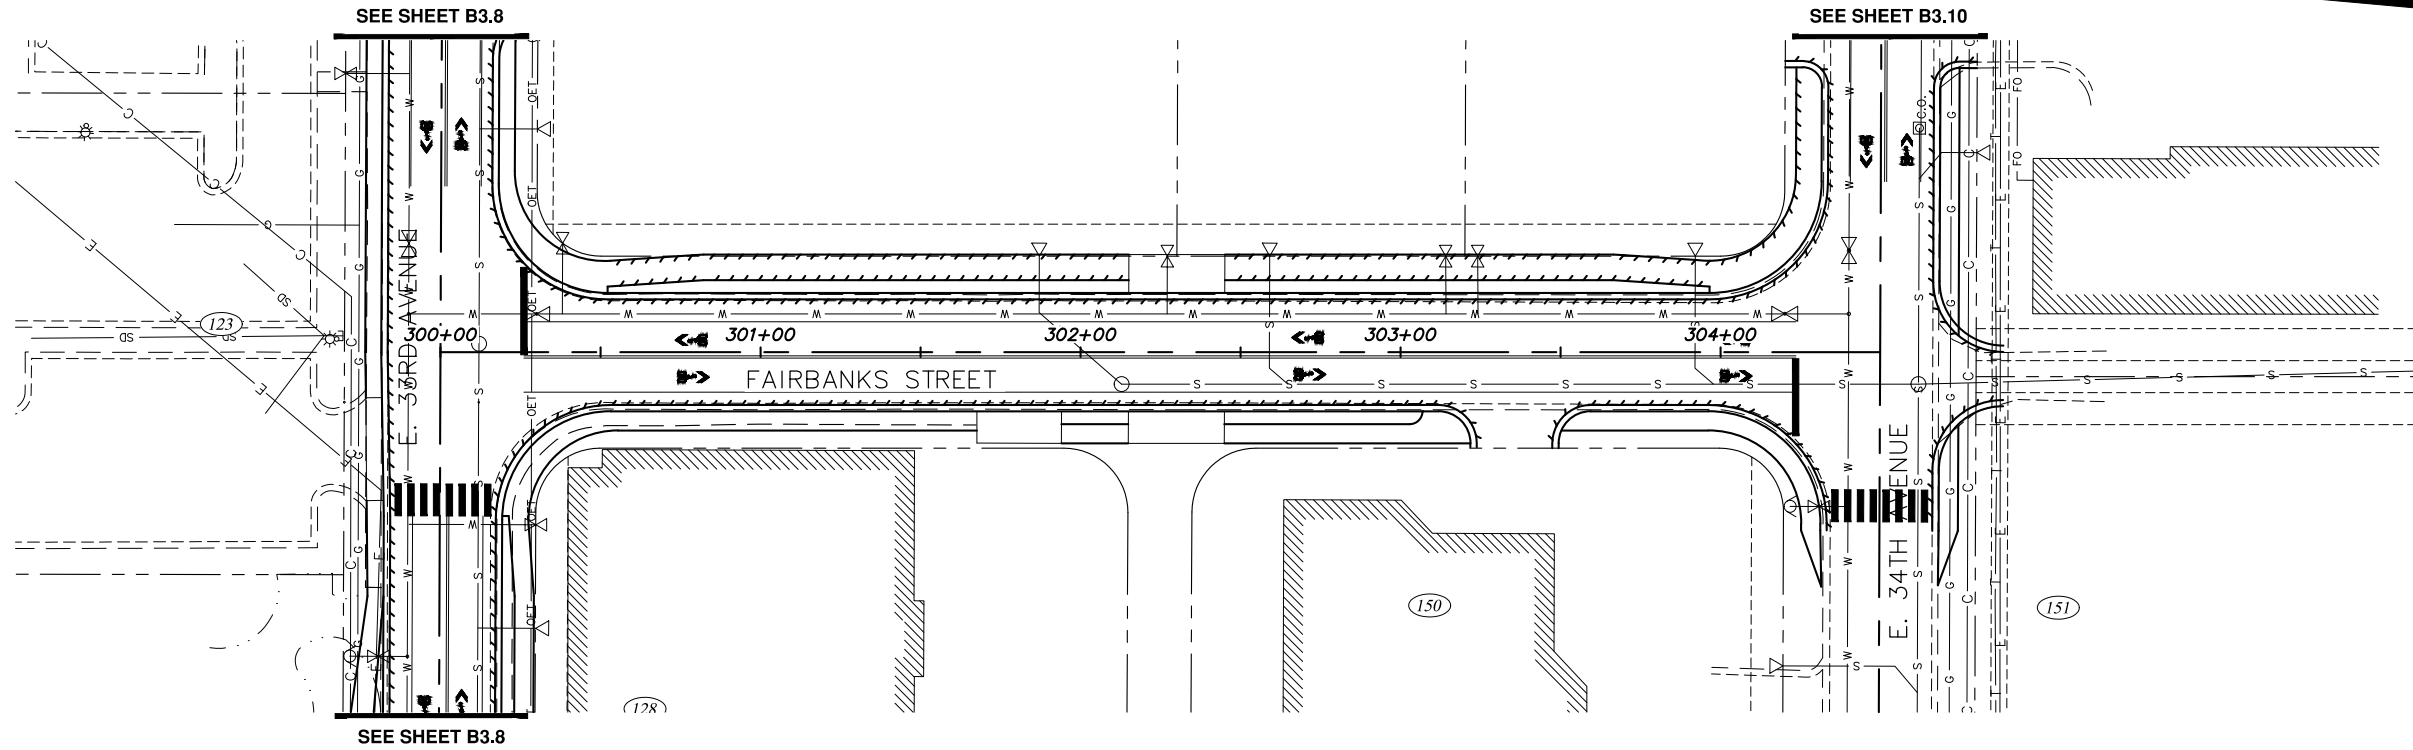 SEE SHEET B3.8
SEE SHEET B3.10
E. 33RD AVENUE
300+00
301+00
302+00
303+00
304+00
FAIRBANKS STREET
E. 34TH AVENUE
123
128
150
151
C.O.
OET
OET
OET
OET
OET
OET
FO
FO
SD
SD
SD
SEE SHEET B3.8